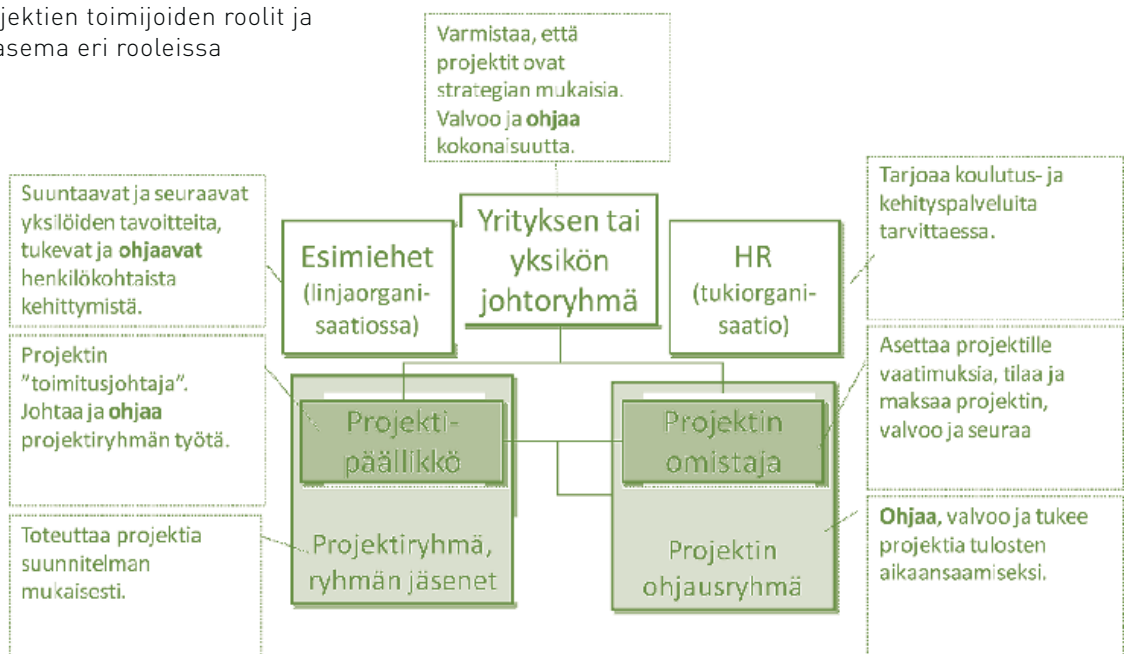 jektien toimijoiden roolit ja
asema eri rooleissa
Varmistaa, että
projektit ovat
strategian mukaisia.
Valvoo ja ohjaa
kokonaisuutta.
Suuntaavat ja seuraavat
yksilöiden tavoitteita,
tukevat ja ohjaavat
henkilökohtaista
kehittymistä.
Esimiehet
(linjaorgani-
saatiossa)
Yrityksen tai
yksikön
johtoryhmä
HR
(tukiorgani-
saatio)
Tarjoaa koulutus- ja
kehityspalveluita
tarvittaessa.
Projektin
”toimitusjohtaja”.
Johtaa ja ohjaa
projektiryhmän työtä.
Projekti-
päällikkö
Projektin
omistaja
Asettaa projektille
vaatimuksia, tilaa ja
maksaa projektin,
valvoo ja seuraa
Toteuttaa projektia
suunnitelman
mukaisesti.
Projektiryhmä,
ryhmän jäsenet
Projektin
ohjausryhmä
Ohjaa, valvoo ja tukee
projektia tulosten
aikaansaamiseksi.